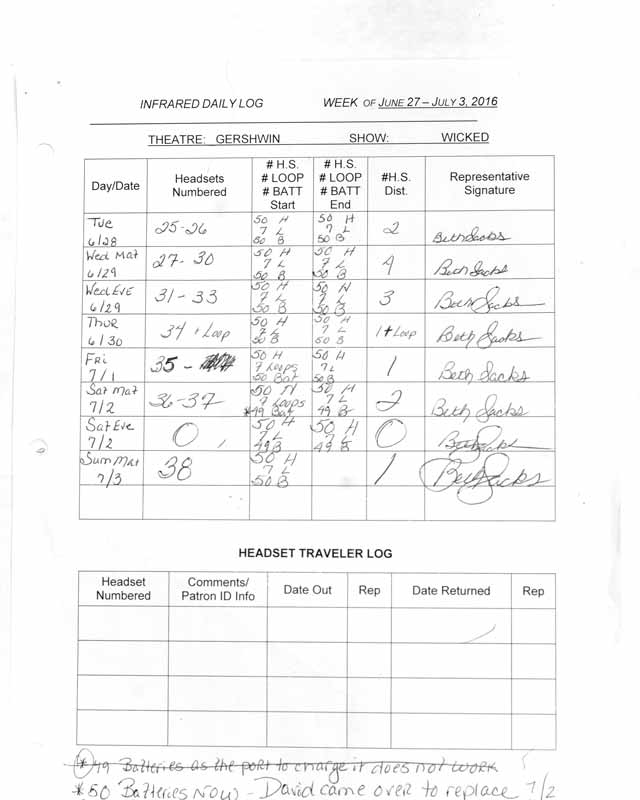 INFRARED DAILY LOG WEEK OF JUNE 27 – JULY 3, 2016
THEATRE: GERSHWIN SHOW: WICKED
Day/Date Headsets Numbered # H.S. # LOOP # BATT Start # H.S. # LOOP # BATT End #H.S. Dist. Representative Signature
Tue 6/28 25-26 50 H 7 L 50 B 50 H 7 L 50 B 2 Beth Sacks
Wed Mat 6/29 27-30 50 H 7 L 50 B 50 H 7 L 50 B 4 Beth Sacks
Wed Eve 6/29 31-33 50 H 7 L 50 B 50 H 7 L 50 B 3 Beth Sacks
Thur 6/30 34 + Loop 50 H 7 L 50 B 50 H 7 L 50 B 1 + Loop Beth Sacks
Fri 7/1 35 - 50 H 7 Loops 50 Bat 50 H 7 L 50 B 1 Beth Sacks
Sat Mat 7/2 36-37 50 H 7 Loops *49 Bat 50 H 7 L 49 B 2 Beth Sacks
Sat Eve 7/2 0 50 H 7 L 49 B 50 H 7 L 49 B 0 Beth Sacks
Sun Mat 7/3 38 50 H 7 L 50 B 1 Beth Sacks
HEADSET TRAVELER LOG
Headset Numbered Comments/ Patron ID Info Date Out Rep Date Returned Rep
*49 Batteries as the port to charge it does not work
*50 Batteries Now - David came over to replace 7/2